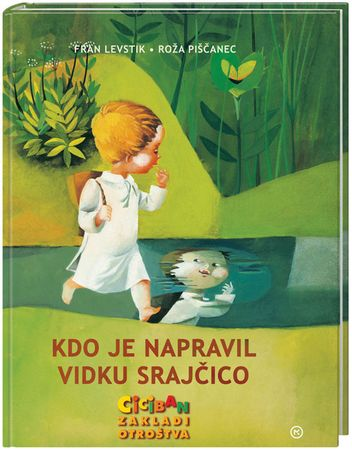 FRAN LEVSTIK • ROŽA PIŠČANEC
KDO JE NAPRAVIL
VIDKU SRAJČICO
CICIBAN
ZAKLADI
OTROŠTVA